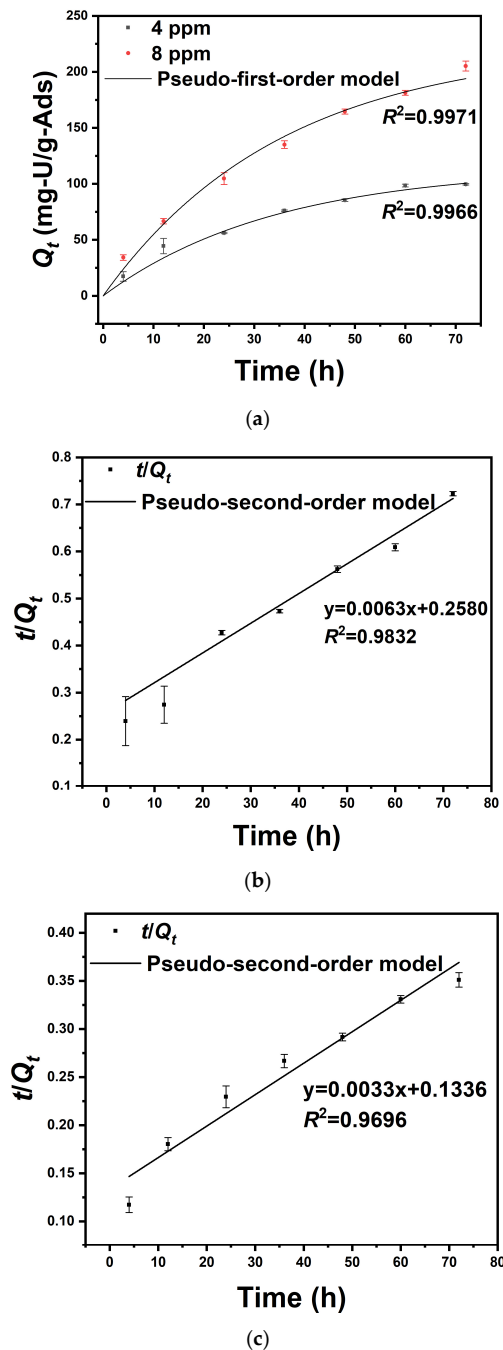 250
200
150
100
50
0
Q_t (mg-U/g-Ads)
4 ppm
8 ppm
Pseudo-first-order model
R²=0.9971
R²=0.9966
0 10 20 30 40 50 60 70
Time (h)
(a)
0.8
0.7
0.6
0.5
0.4
0.3
0.2
0.1
t/Q_t
t/Q_t
Pseudo-second-order model
y=0.0063x+0.2580
R²=0.9832
0 10 20 30 40 50 60 70 80
Time (h)
(b)
0.40
0.35
0.30
0.25
0.20
0.15
0.10
t/Q_t
t/Q_t
Pseudo-second-order model
y=0.0033x+0.1336
R²=0.9696
0 10 20 30 40 50 60 70 80
Time (h)
(c)